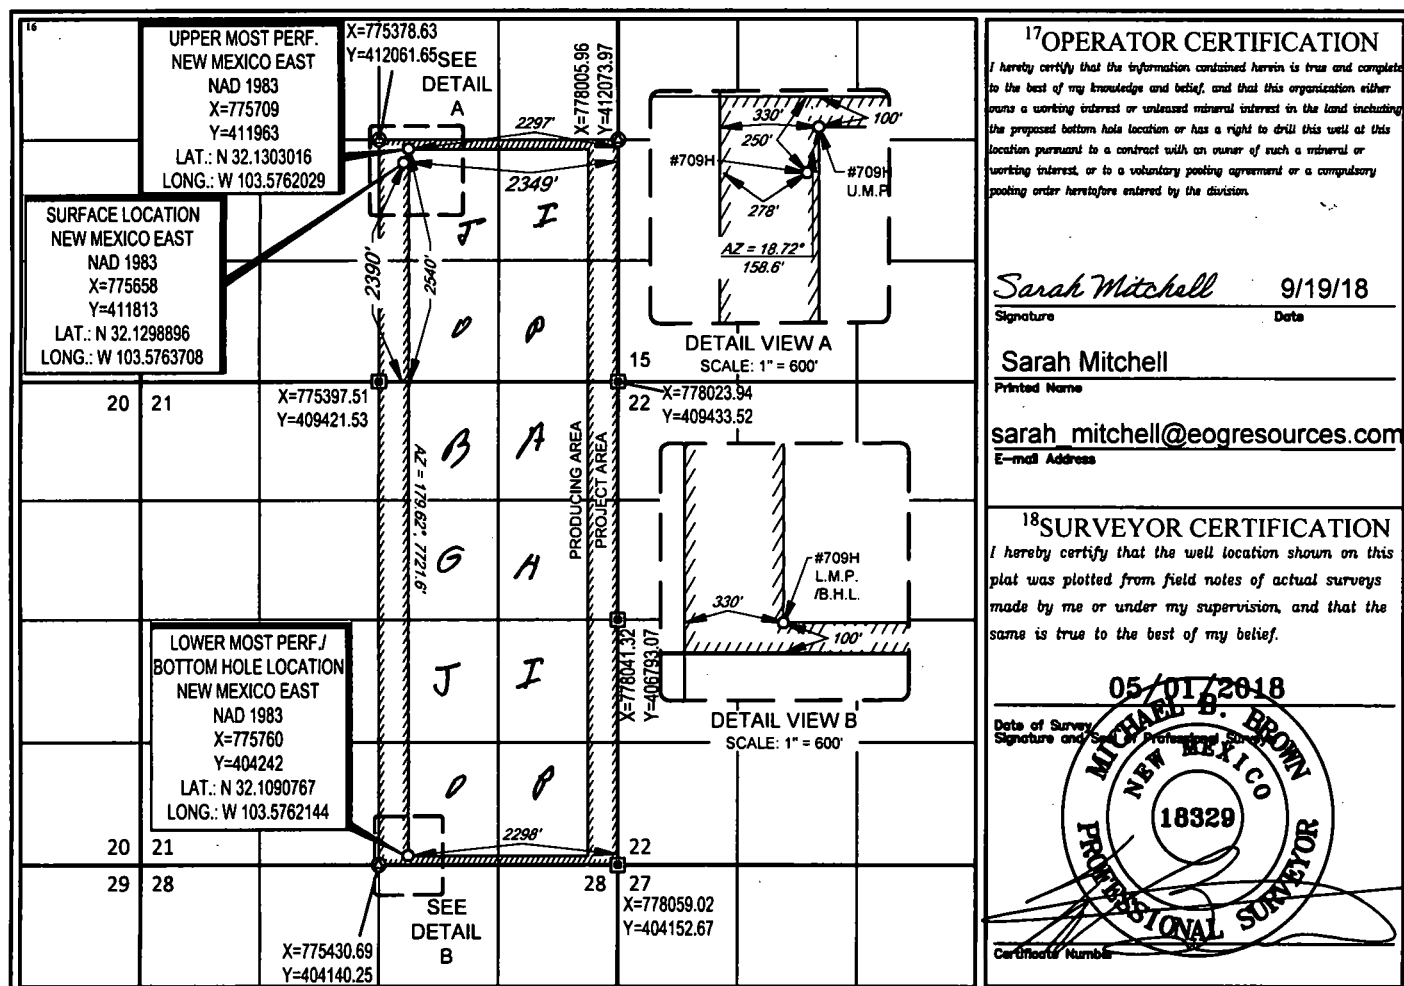 16
UPPER MOST PERF.
NEW MEXICO EAST
NAD 1983
X=775709
Y=411963
LAT.: N 32.1303016
LONG.: W 103.5762029
SURFACE LOCATION
NEW MEXICO EAST
NAD 1983
X=775658
Y=411813
LAT.: N 32.1298896
LONG.: W 103.5763708
X=775378.63
Y=412061.65
SEE
DETAIL
A
X=778005.96
Y=412073.97
2297'
2349'
2390'
2540'
J I
O P
B A
G H
J I
O P
330'
100'
250'
#709H
#709H
U.M.P.
278'
AZ = 18.72°
158.6'
DETAIL VIEW A
SCALE: 1" = 600'
15
22
20 21
X=775397.51
Y=409421.53
X=778023.94
Y=409433.52
AZ = 179.62°, 7721.6'
PRODUCING AREA
PROJECT AREA
#709H
L.M.P.
/B.H.L.
330'
100'
DETAIL VIEW B
SCALE: 1" = 600'
X=778041.32
Y=406793.07
LOWER MOST PERF./
BOTTOM HOLE LOCATION
NEW MEXICO EAST
NAD 1983
X=775760
Y=404242
LAT.: N 32.1090767
LONG.: W 103.5762144
2298'
20 21
29 28
22
28 27
SEE
DETAIL
B
X=775430.69
Y=404140.25
X=778059.02
Y=404152.67
17 OPERATOR CERTIFICATION
I hereby certify that the information contained herein is true and complete
to the best of my knowledge and belief, and that this organization either
owns a working interest or unleased mineral interest in the land including
the proposed bottom hole location or has a right to drill this well at this
location pursuant to a contract with an owner of such a mineral or
working interest, or to a voluntary pooling agreement or a compulsory
pooling order heretofore entered by the division.
Sarah Mitchell 9/19/18
Signature Date
Sarah Mitchell
Printed Name
sarah_mitchell@eogresources.com
E-mail Address
18 SURVEYOR CERTIFICATION
I hereby certify that the well location shown on this
plat was plotted from field notes of actual surveys
made by me or under my supervision, and that the
same is true to the best of my belief.
05/01/2018
Date of Survey
Signature and Seal of Professional Surveyor
MICHAEL B. BROWN
NEW MEXICO
18329
PROFESSIONAL SURVEYOR
Certificate Number